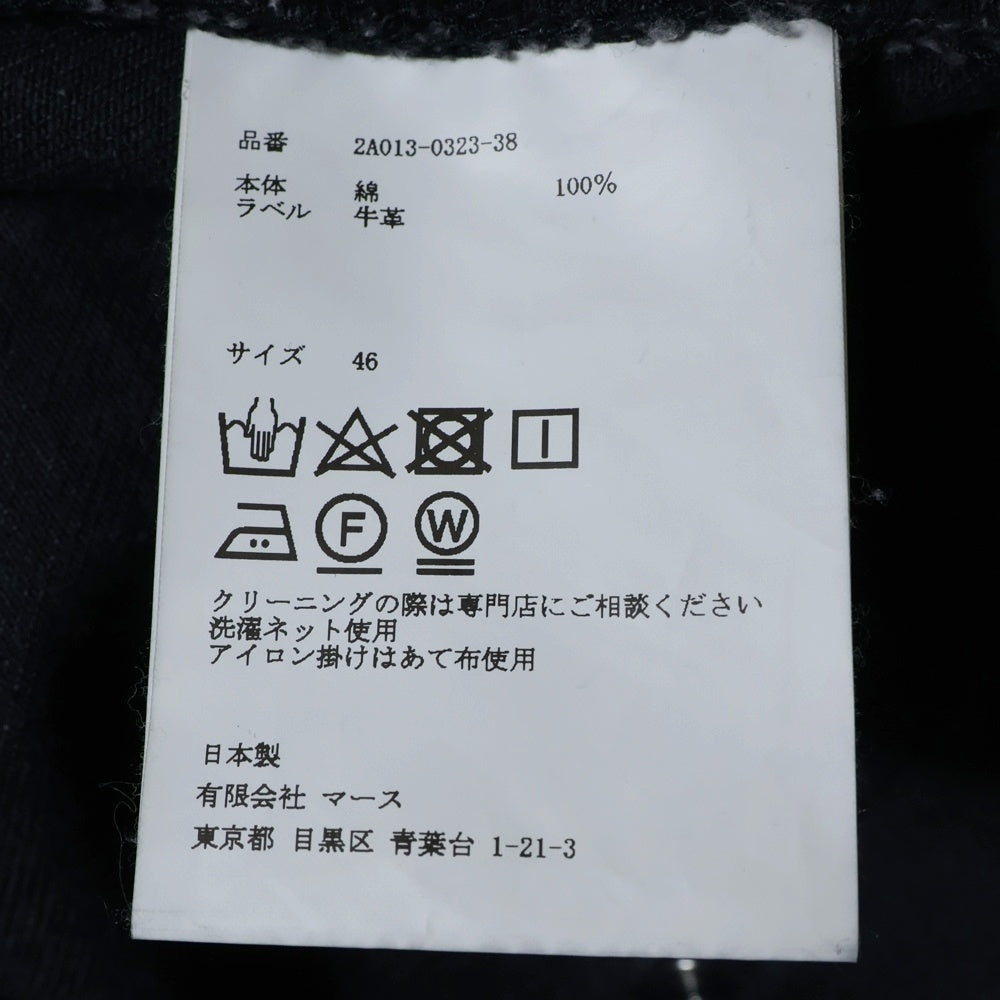 品番 2A013-0323-38
本体 綿 100%
ラベル 牛革
サイズ 46
F W
クリーニングの際は専門店にご相談ください
洗濯ネット使用
アイロン掛けはあて布使用
日本製
有限会社 マース
東京都 目黒区 青葉台 1-21-3